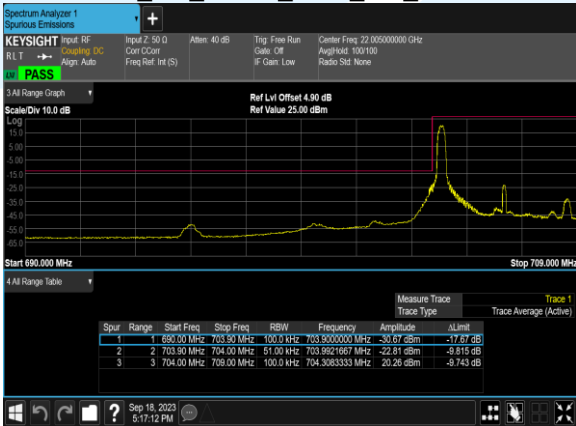 Spectrum Analyzer 1
Spurious Emissions
+
KEYSIGHT Input: RF Input Z: 50 Ω Atten: 40 dB Trig: Free Run Center Freq: 22.005000000 GHz
RLT Coupling: DC Corr CCorr Gate: Off Avg|Hold: 100/100
Align: Auto Freq Ref: Int (S) IF Gain: Low Radio Std: None
PASS
3 All Range Graph
Ref Lvl Offset 4.90 dB
Scale/Div 10.0 dB Ref Value 25.00 dBm
Log
15.0
5.00
-5.00
-15.0
-25.0
-35.0
-45.0
-55.0
-65.0
Start 690.000 MHz Stop 709.000 MHz
4 All Range Table
Measure Trace Trace 1
Trace Type Trace Average (Active)
Spur Range Start Freq Stop Freq RBW Frequency Amplitude ΔLimit
1 1 690.00 MHz 703.90 MHz 100.0 kHz 703.9000000 MHz -30.67 dBm -17.67 dB
2 2 703.90 MHz 704.00 MHz 51.00 kHz 703.9921667 MHz -22.81 dBm -9.815 dB
3 3 704.00 MHz 709.00 MHz 100.0 kHz 704.3083333 MHz 20.26 dBm -9.743 dB
? Sep 18, 2023
5:17:12 PM